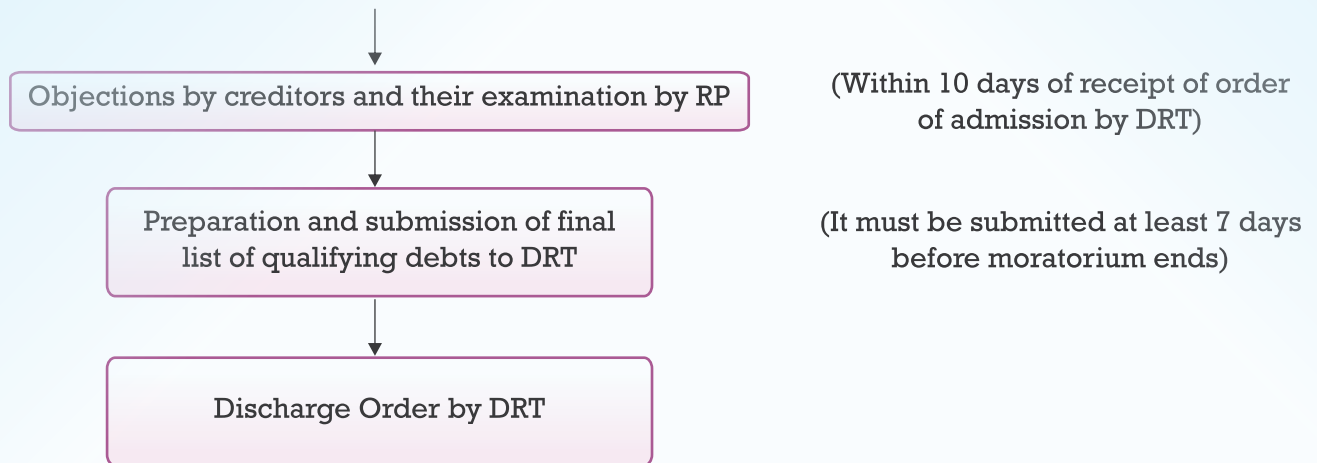 Objections by creditors and their examination by RP
(Within 10 days of receipt of order
of admission by DRT)
Preparation and submission of final
list of qualifying debts to DRT
(It must be submitted at least 7 days
before moratorium ends)
Discharge Order by DRT